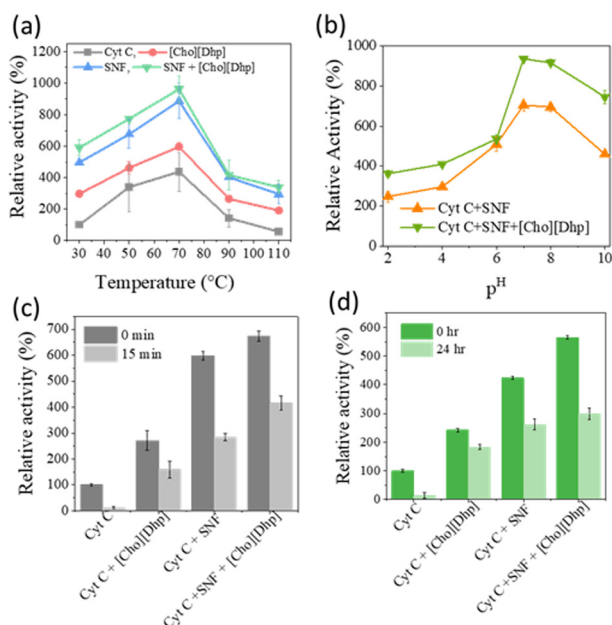 (a)
Relative activity (%)
1200
1000
800
600
400
200
0
Cyt C, [Cho][Dhp]
SNF, SNF + [Cho][Dhp]
30 50 70 90 110
Temperature (°C)
(b)
Relative Activity (%)
1000
800
600
400
200
0
Cyt C+SNF
Cyt C+SNF+[Cho][Dhp]
2 4 6 8 10
pH
(c)
Relative activity (%)
800
700
600
500
400
300
200
100
0
0 min
15 min
Cyt C
Cyt C + [Cho][Dhp]
Cyt C + SNF
Cyt C+SNF + [Cho][Dhp]
(d)
Relative activity (%)
600
500
400
300
200
100
0
0 hr
24 hr
Cyt C
Cyt C + [Cho][Dhp]
Cyt C + SNF
Cyt C+SNF + [Cho][Dhp]